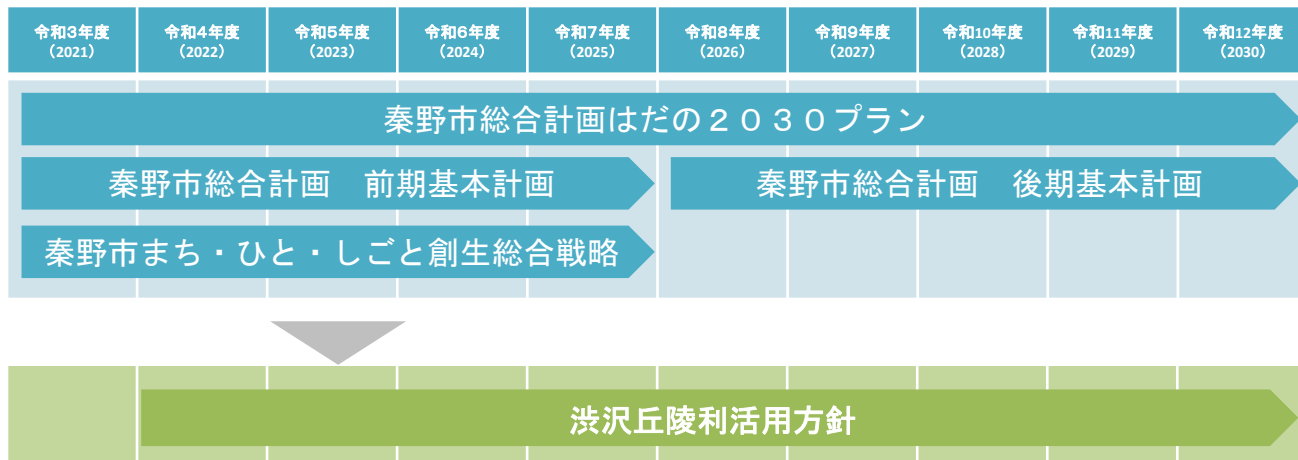 令和3年度 令和4年度 令和5年度 令和6年度 令和7年度 令和8年度 令和9年度 令和10年度 令和11年度 令和12年度
（2021） （2022） （2023） （2024） （2025） （2026） （2027） （2028） （2029） （2030）
秦野市総合計画はだの２０３０プラン
秦野市総合計画　前期基本計画 秦野市総合計画　後期基本計画
秦野市まち・ひと・しごと創生総合戦略
渋沢丘陵利活用方針